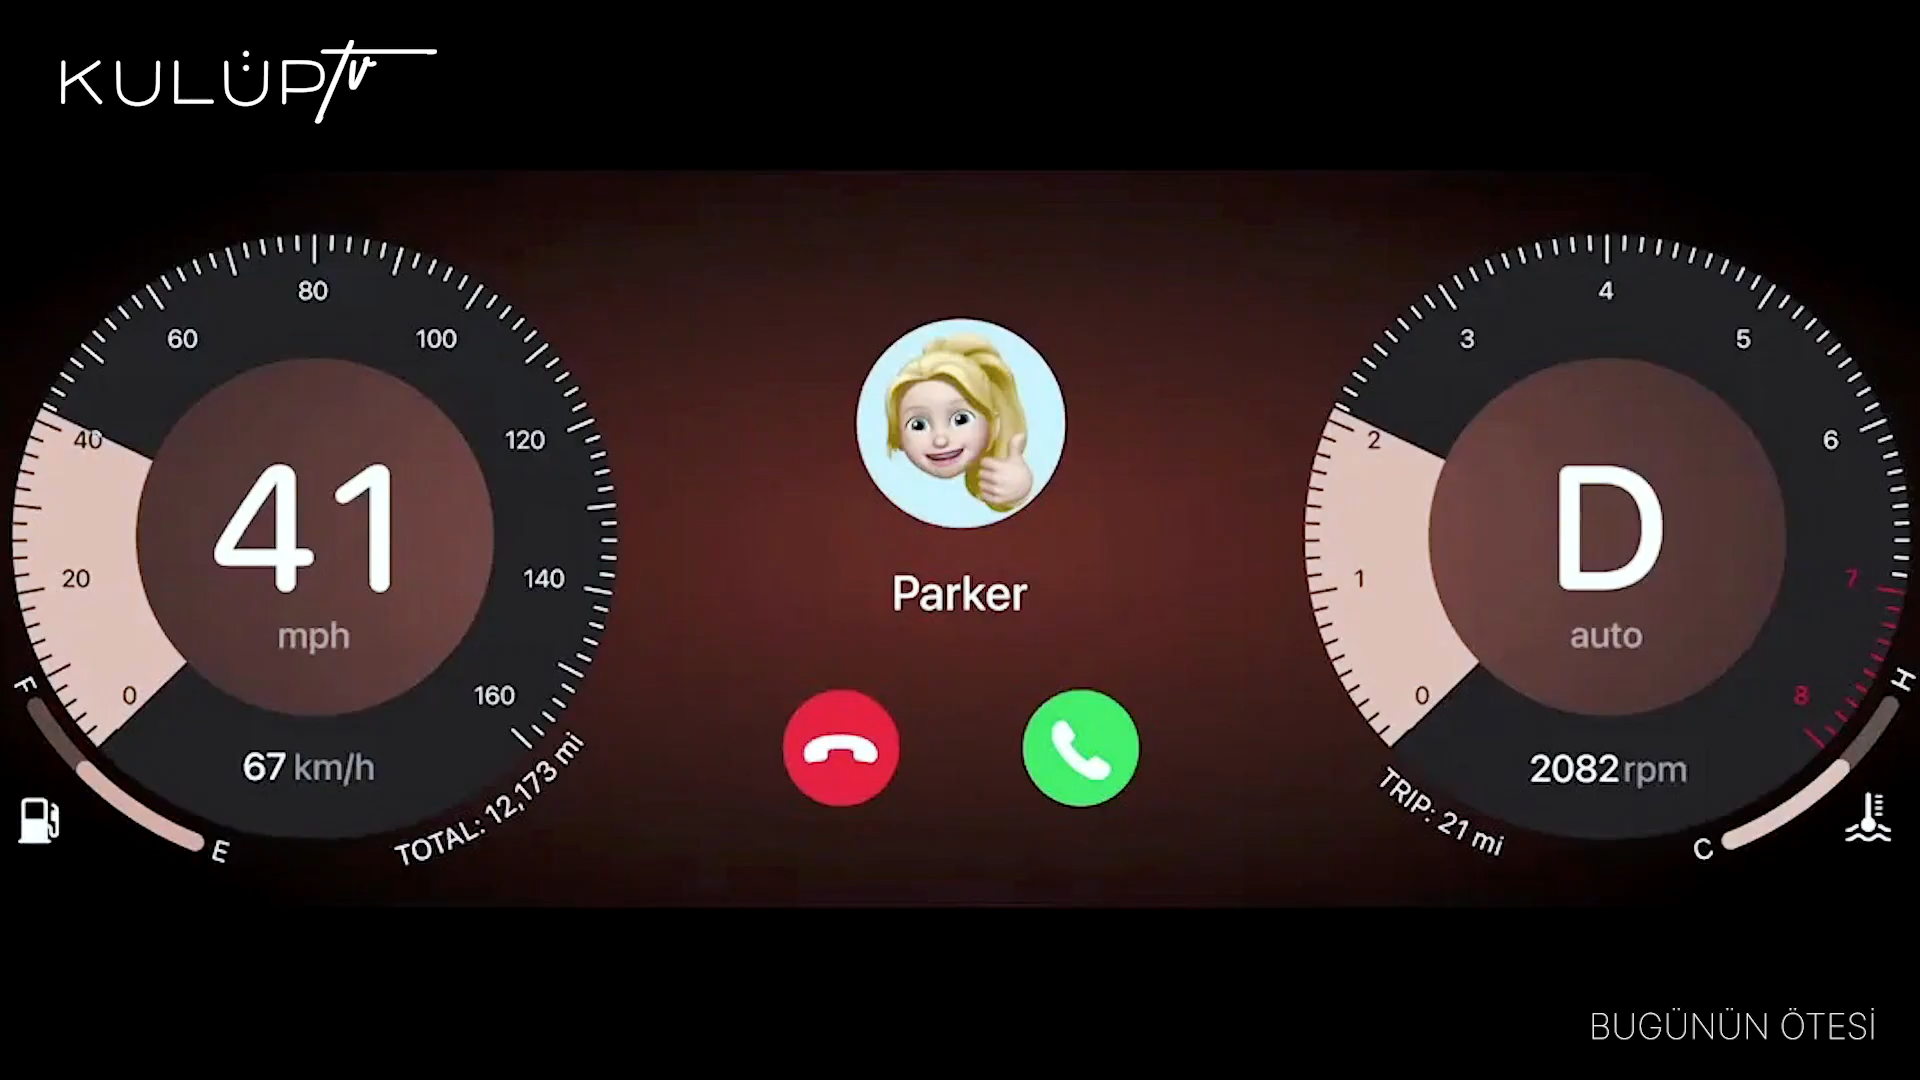 KULÜPtv
80
60
100
40
120
20
140
0
160
41
mph
67 km/h
F
E
TOTAL: 12,173 mi
Parker
4
3
5
2
6
1
7
0
8
D
auto
2082 rpm
TRIP: 21 mi
C
H
BUGÜNÜN ÖTESİ